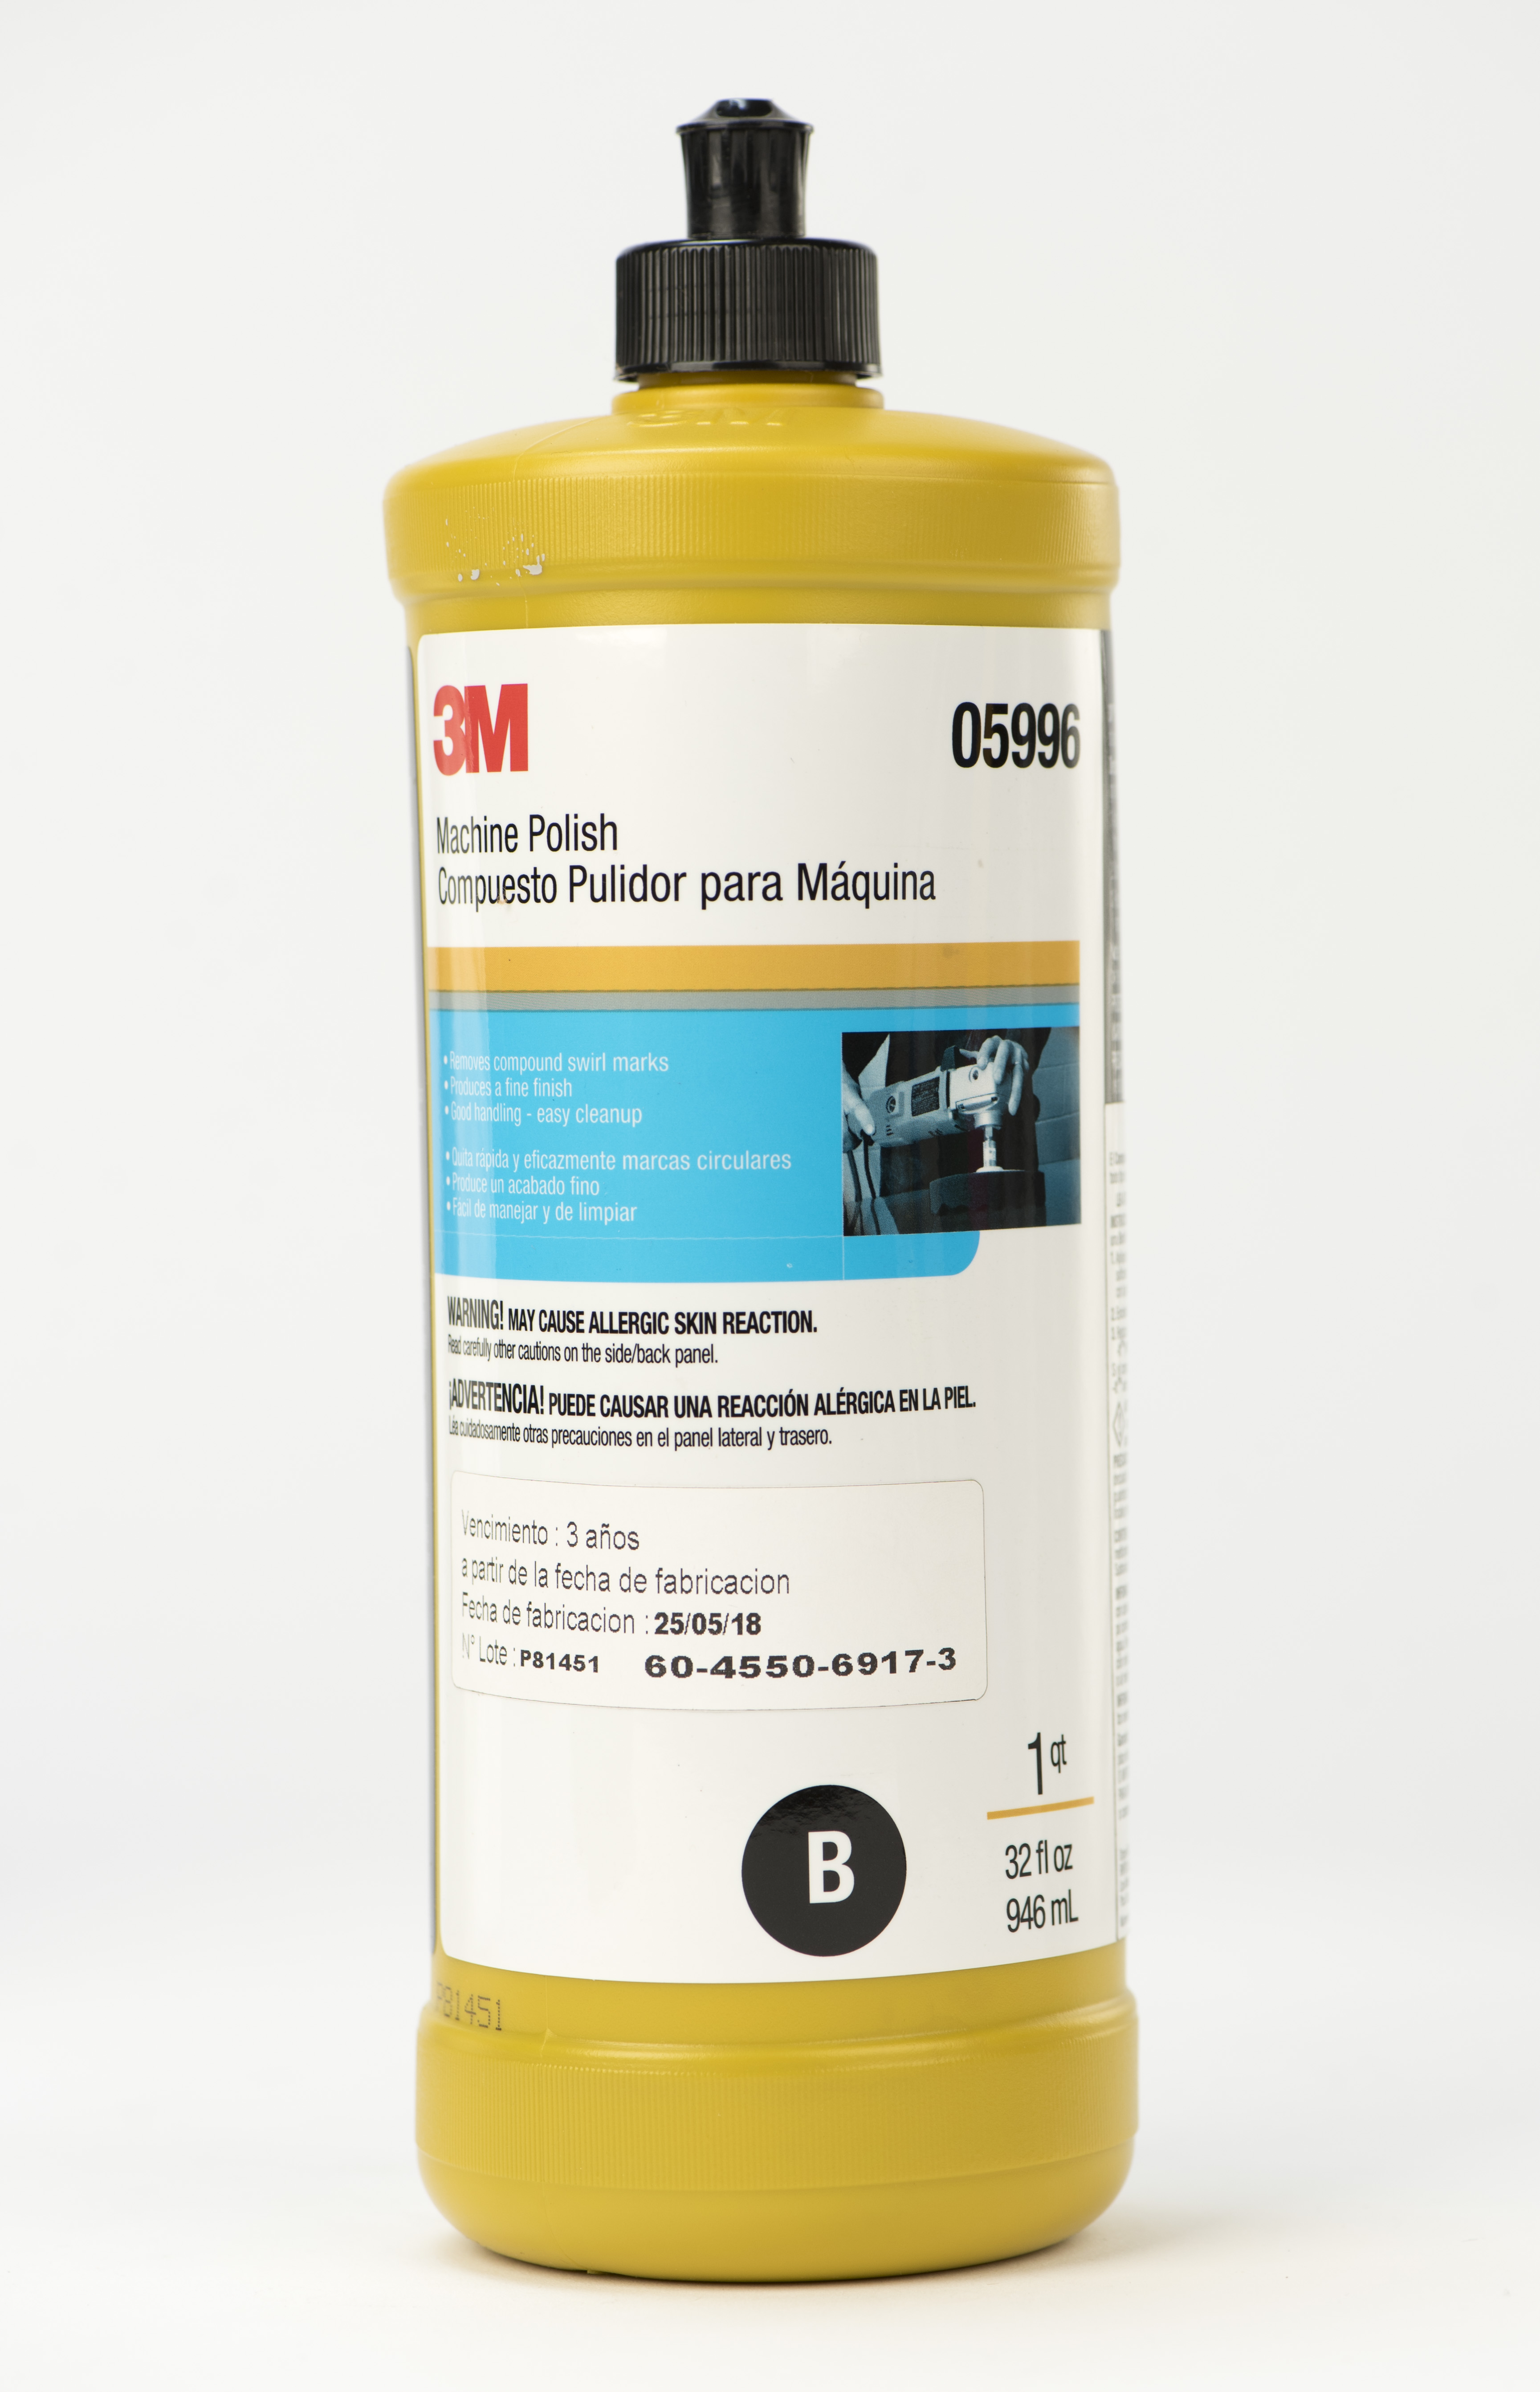 3M
05996
Machine Polish
Compuesto Pulidor para Máquina
• Removes compound swirl marks
• Produces a fine finish
• Good handling - easy cleanup
• Quita rápida y eficazmente marcas circulares
• Produce un acabado fino
• Fácil de manejar y de limpiar
WARNING! MAY CAUSE ALLERGIC SKIN REACTION.
Read carefully other cautions on the side/back panel.
¡ADVERTENCIA! PUEDE CAUSAR UNA REACCIÓN ALÉRGICA EN LA PIEL.
Léa cuidadosamente otras precauciones en el panel lateral y trasero.
Vencimiento : 3 años
a partir de la fecha de fabricacion
Fecha de fabricacion : 25/05/18
N° Lote : P81451 60-4550-6917-3
1 qt
32 fl oz
946 mL
B
P81451